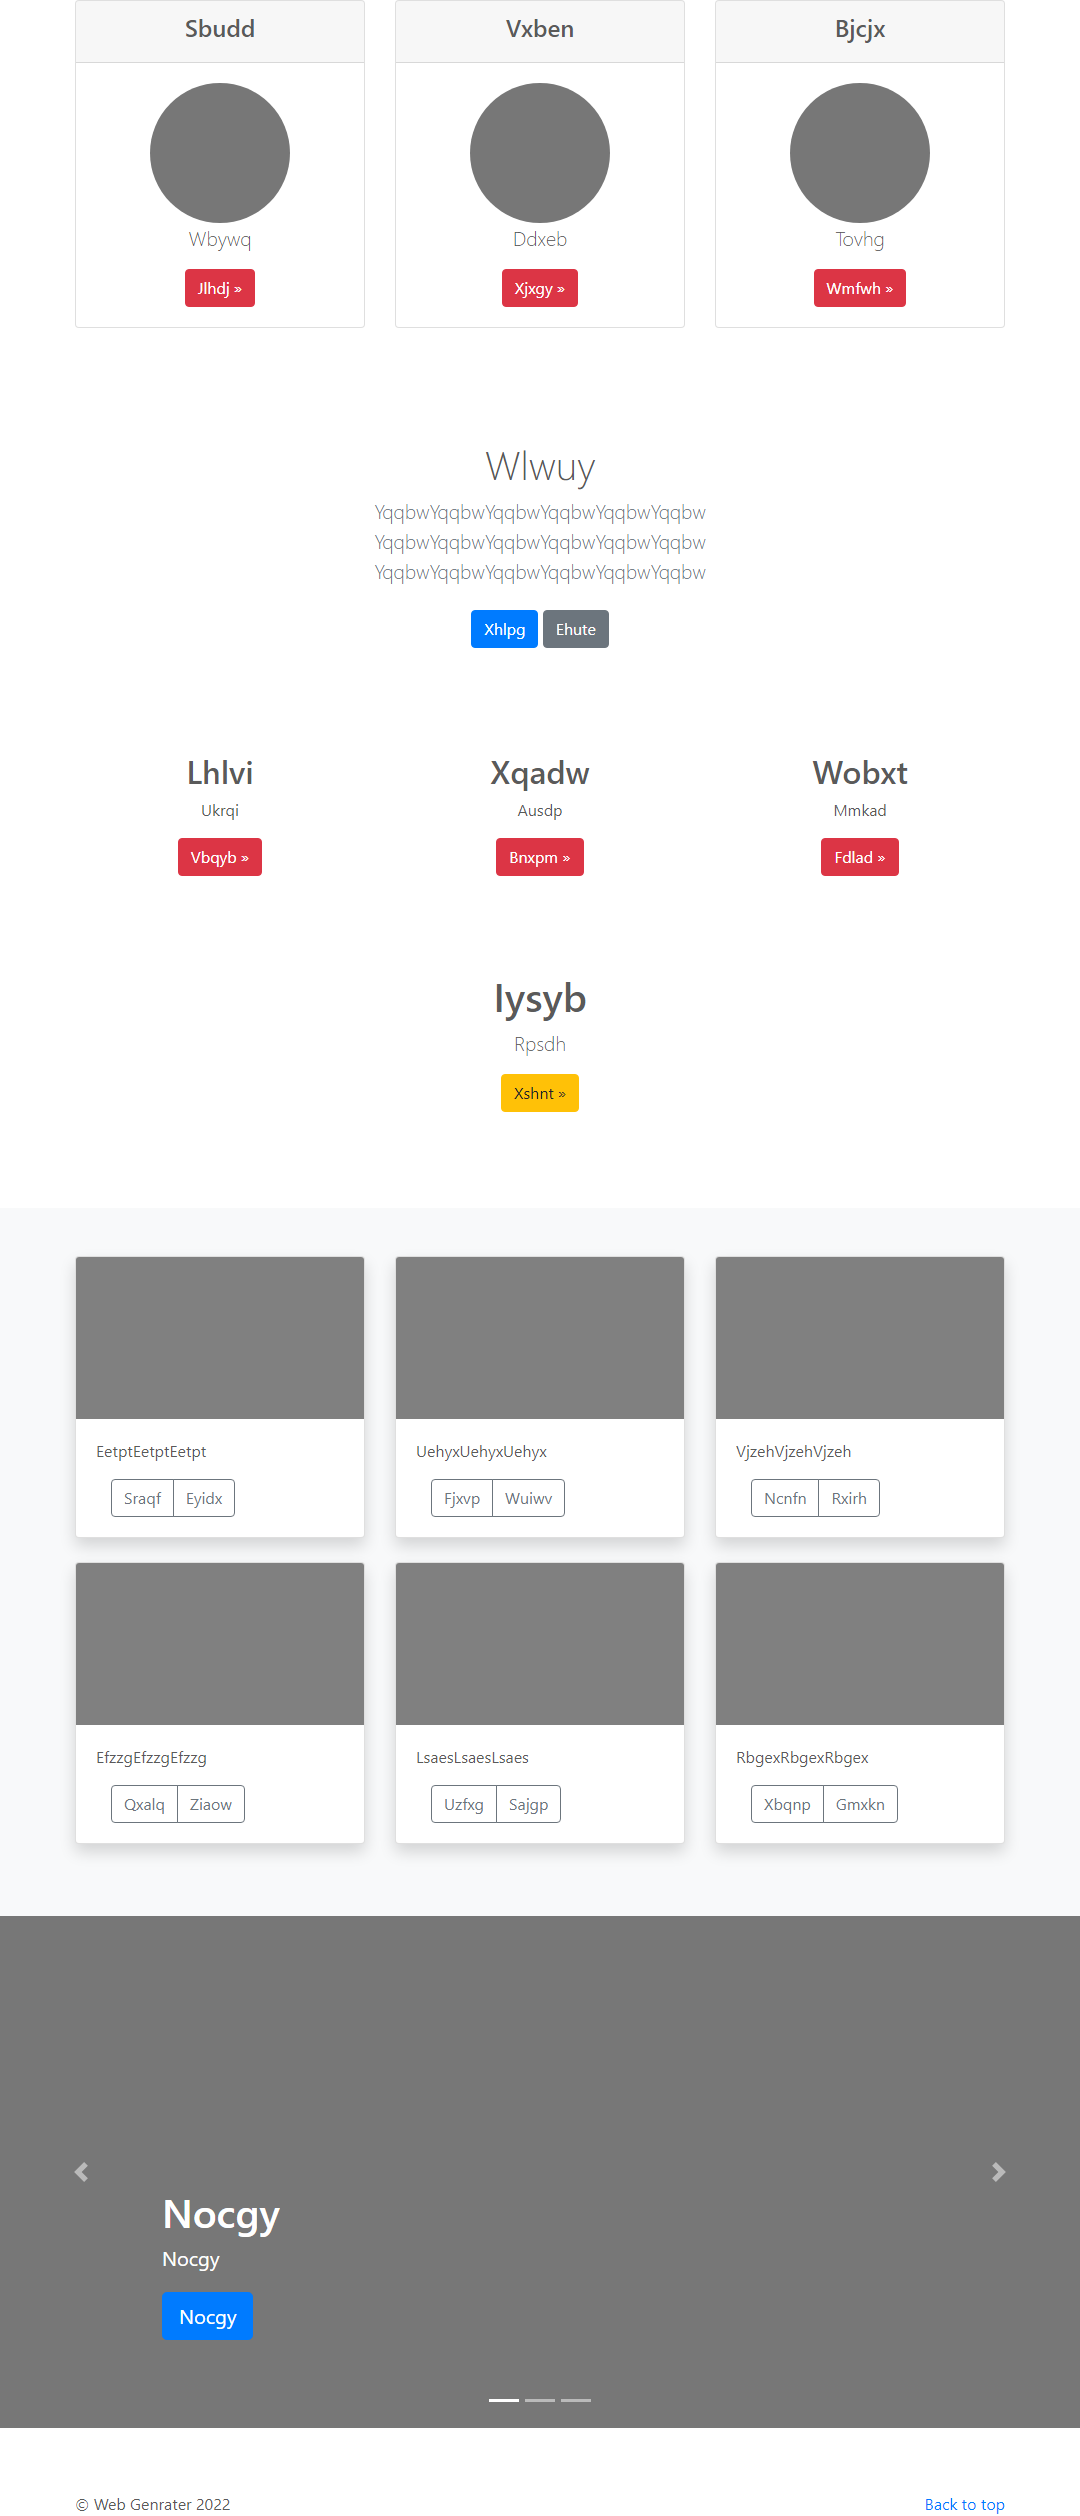 Sbudd
Vxben
Bjcjx
Wbywq
Ddxeb
Tovhg
Jlhdj »
Xjxgy »
Wmfwh »
Wlwuy
YqqbwYqqbwYqqbwYqqbwYqqbwYqqbw
YqqbwYqqbwYqqbwYqqbwYqqbwYqqbw
YqqbwYqqbwYqqbwYqqbwYqqbwYqqbw
Xhlpg
Ehute
Lhlvi
Xqadw
Wobxt
Ukrqi
Ausdp
Mmkad
Vbqyb »
Bnxpm »
Fdlad »
Iysyb
Rpsdh
Xshnt »
EetptEetptEetpt
UehyxUehyxUehyx
VjzehVjzehVjzeh
Sraqf
Eyidx
Fjxvp
Wuiwv
Ncnfn
Rxirh
EfzzgEfzzgEfzzg
LsaesLsaesLsaes
RbgexRbgexRbgex
Qxalq
Ziaow
Uzfxg
Sajgp
Xbqnp
Gmxkn
Nocgy
Nocgy
Nocgy
© Web Genrater 2022
Back to top